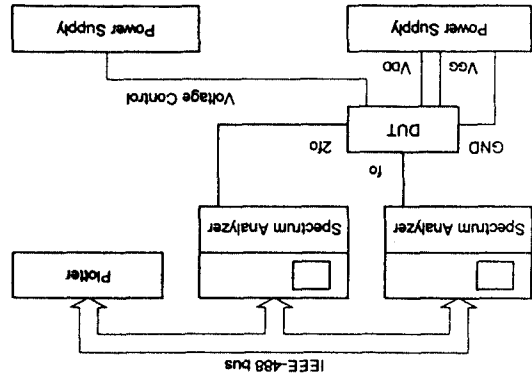 IEEE-488 bus
Plotter
Spectrum Analyzer
Spectrum Analyzer
fo
2fo
GND
DUT
Voltage Control
VGG
VDD
Power Supply
Power Supply